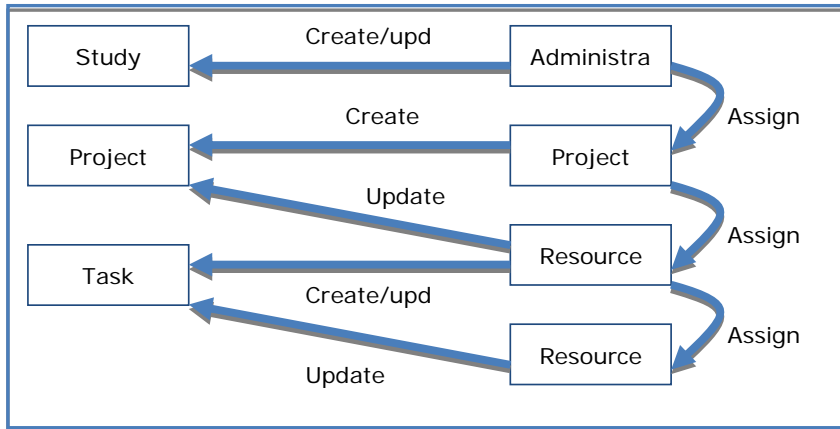 Create/upd
Study
Administra
Assign
Create
Project
Project
Update
Assign
Resource
Task
Create/upd
Assign
Resource
Update